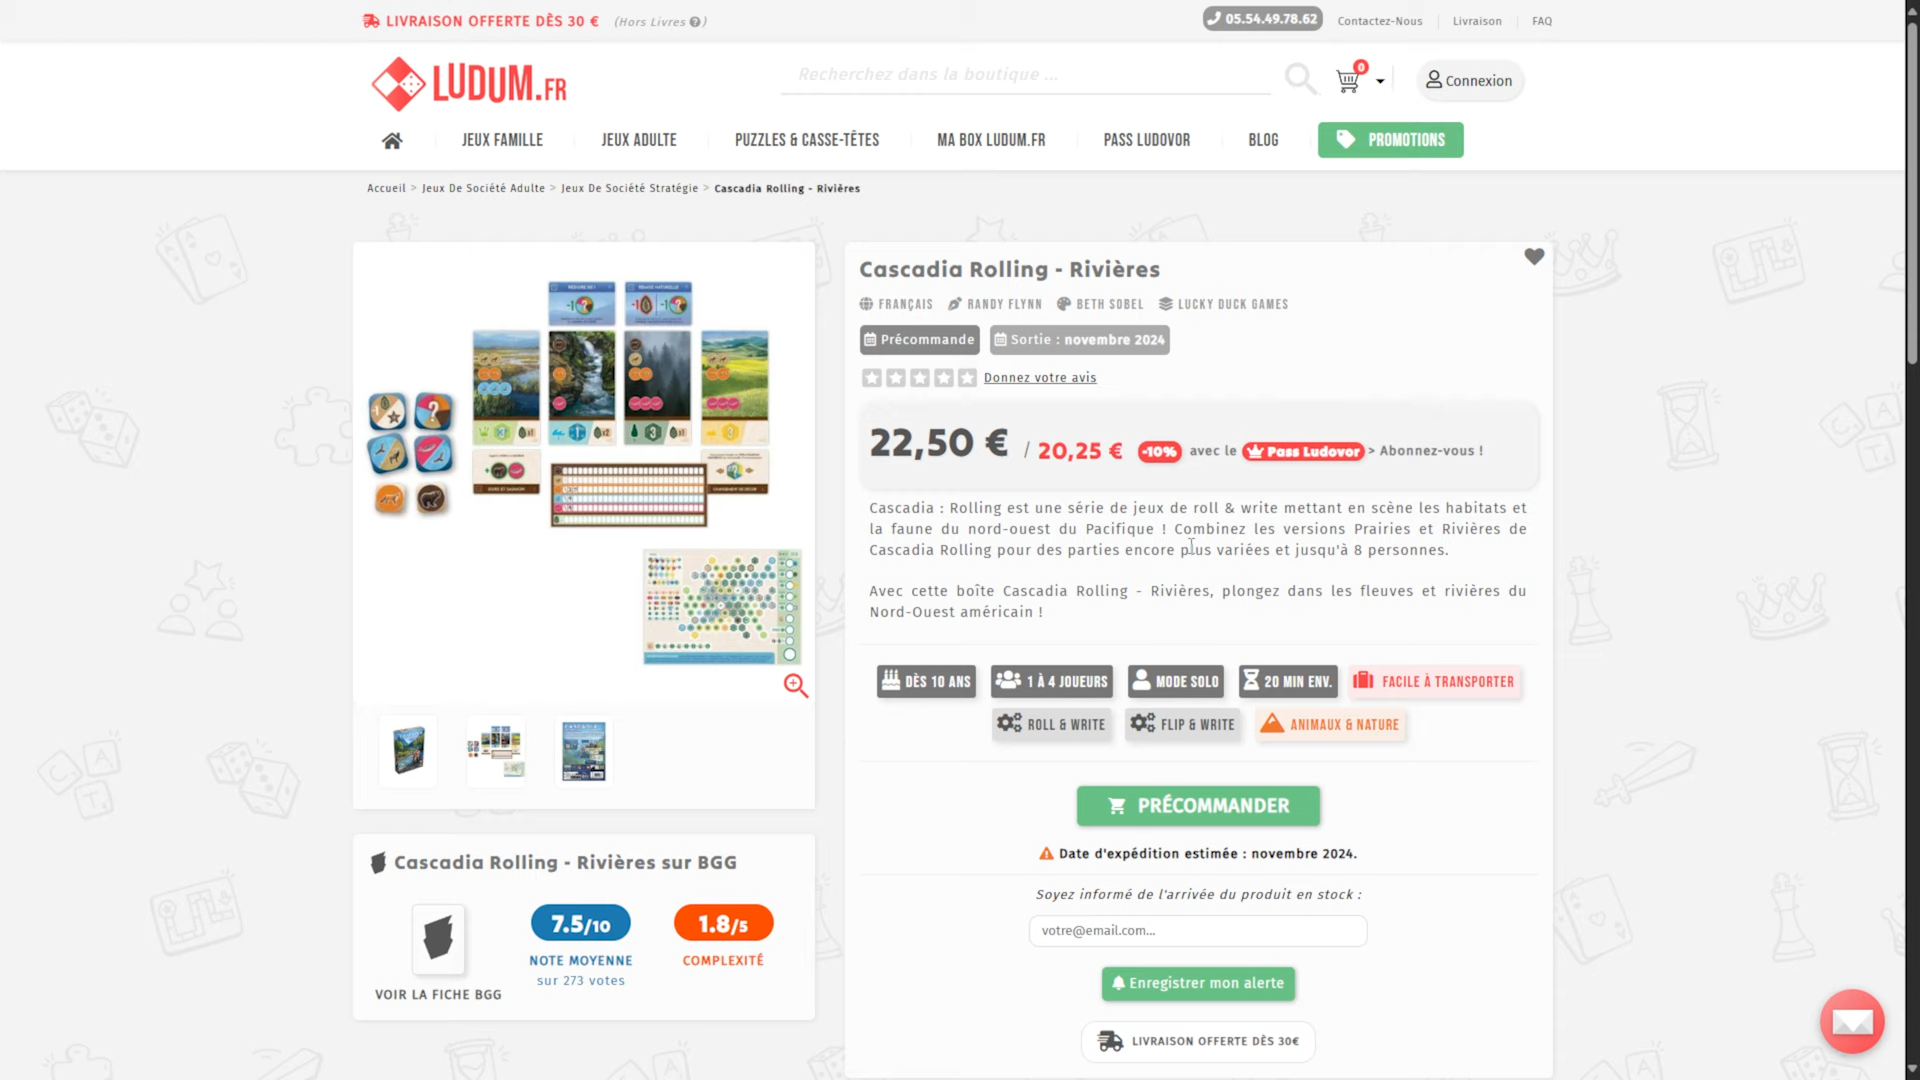 LIVRAISON OFFERTE DÈS 30 € (Hors Livres ?)
05.54.49.78.62
Contactez-Nous
Livraison
FAQ
LUDUM.FR
Recherchez dans la boutique ...
0
Connexion
JEUX FAMILLE
JEUX ADULTE
PUZZLES & CASSE-TÊTES
MA BOX LUDUM.FR
PASS LUDOVOR
BLOG
PROMOTIONS
Accueil > Jeux De Société Adulte > Jeux De Société Stratégie > Cascadia Rolling - Rivières
Cascadia Rolling - Rivières
FRANÇAIS RANDY FLYNN BETH SOBEL LUCKY DUCK GAMES
Précommande
Sortie : novembre 2024
Donnez votre avis
22,50 € / 20,25 € -10% avec le Pass Ludovor > Abonnez-vous !
Cascadia : Rolling est une série de jeux de roll & write mettant en scène les habitats et
la faune du nord-ouest du Pacifique ! Combinez les versions Prairies et Rivières de
Cascadia Rolling pour des parties encore plus variées et jusqu'à 8 personnes.
Avec cette boîte Cascadia Rolling - Rivières, plongez dans les fleuves et rivières du
Nord-Ouest américain !
DÈS 10 ANS
1 À 4 JOUEURS
MODE SOLO
20 MIN ENV.
FACILE À TRANSPORTER
ROLL & WRITE
FLIP & WRITE
ANIMAUX & NATURE
PRÉCOMMANDER
Date d'expédition estimée : novembre 2024.
Soyez informé de l'arrivée du produit en stock :
votre@email.com...
Enregistrer mon alerte
LIVRAISON OFFERTE DÈS 30€
Cascadia Rolling - Rivières sur BGG
VOIR LA FICHE BGG
7.5/10
NOTE MOYENNE
sur 273 votes
1.8/5
COMPLEXITÉ